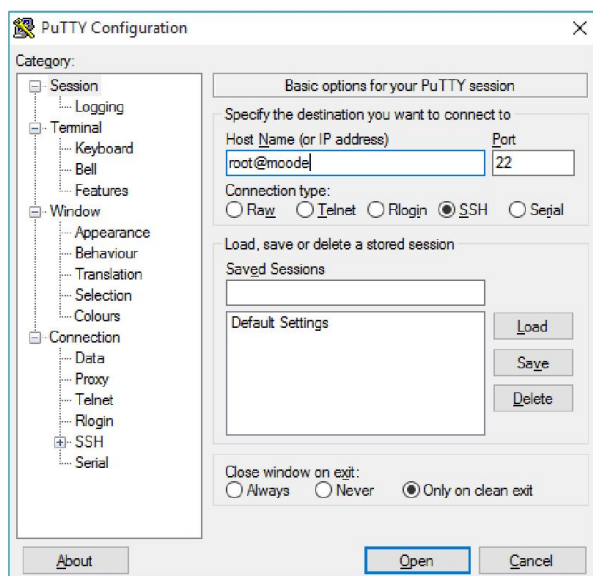 PuTTY Configuration
Category:
Session
Logging
Terminal
Keyboard
Bell
Features
Window
Appearance
Behaviour
Translation
Selection
Colours
Connection
Data
Proxy
Telnet
Rlogin
SSH
Serial
Basic options for your PuTTY session
Specify the destination you want to connect to
Host Name (or IP address) Port
root@moode 22
Connection type:
Raw Telnet Rlogin SSH Serial
Load, save or delete a stored session
Saved Sessions
Default Settings
Load
Save
Delete
Close window on exit:
Always Never Only on clean exit
About Open Cancel